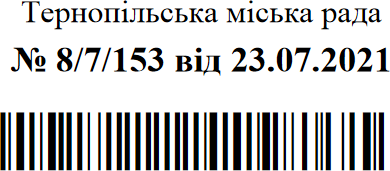 Тернопільська міська рада
№ 8/7/153 від 23.07.2021